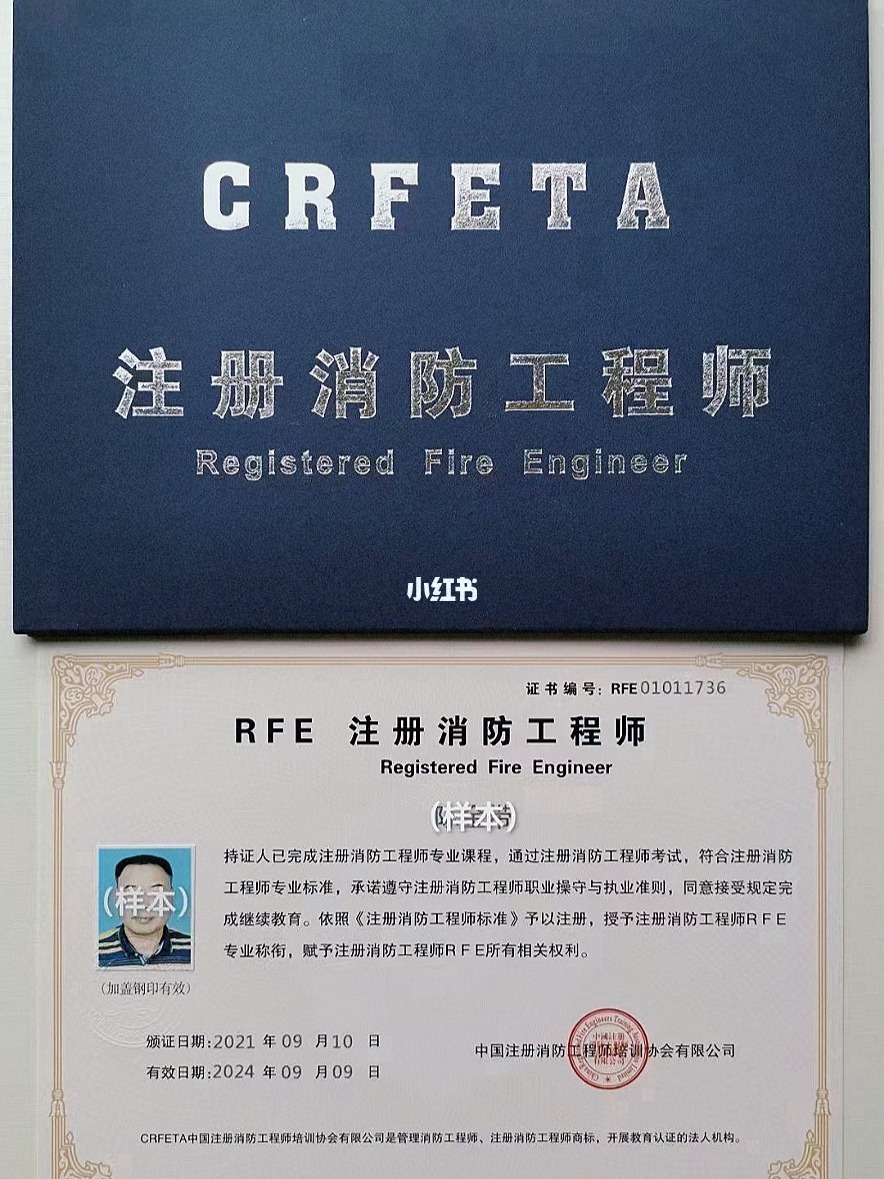 CRFETA
注册消防工程师
Registered Fire Engineer
小红书
证书编号：RFE01011736
RFE 注册消防工程师
Registered Fire Engineer
(样本)
持证人已完成注册消防工程师专业课程，通过注册消防工程师考试，符合注册消防
工程师专业标准，承诺遵守注册消防工程师职业操守与执业准则，同意接受规定完
成继续教育。依照《注册消防工程师标准》予以注册，授予注册消防工程师RFE
专业称衔，赋予注册消防工程师RFE所有相关权利。
(样本)
（加盖钢印有效）
颁证日期:2021 年 09 月 10 日
有效日期:2024 年 09 月 09 日
中国注册消防工程师培训协会有限公司
CRFETA中国注册消防工程师培训协会有限公司是管理消防工程师、注册消防工程师商标，开展教育认证的法人机构。